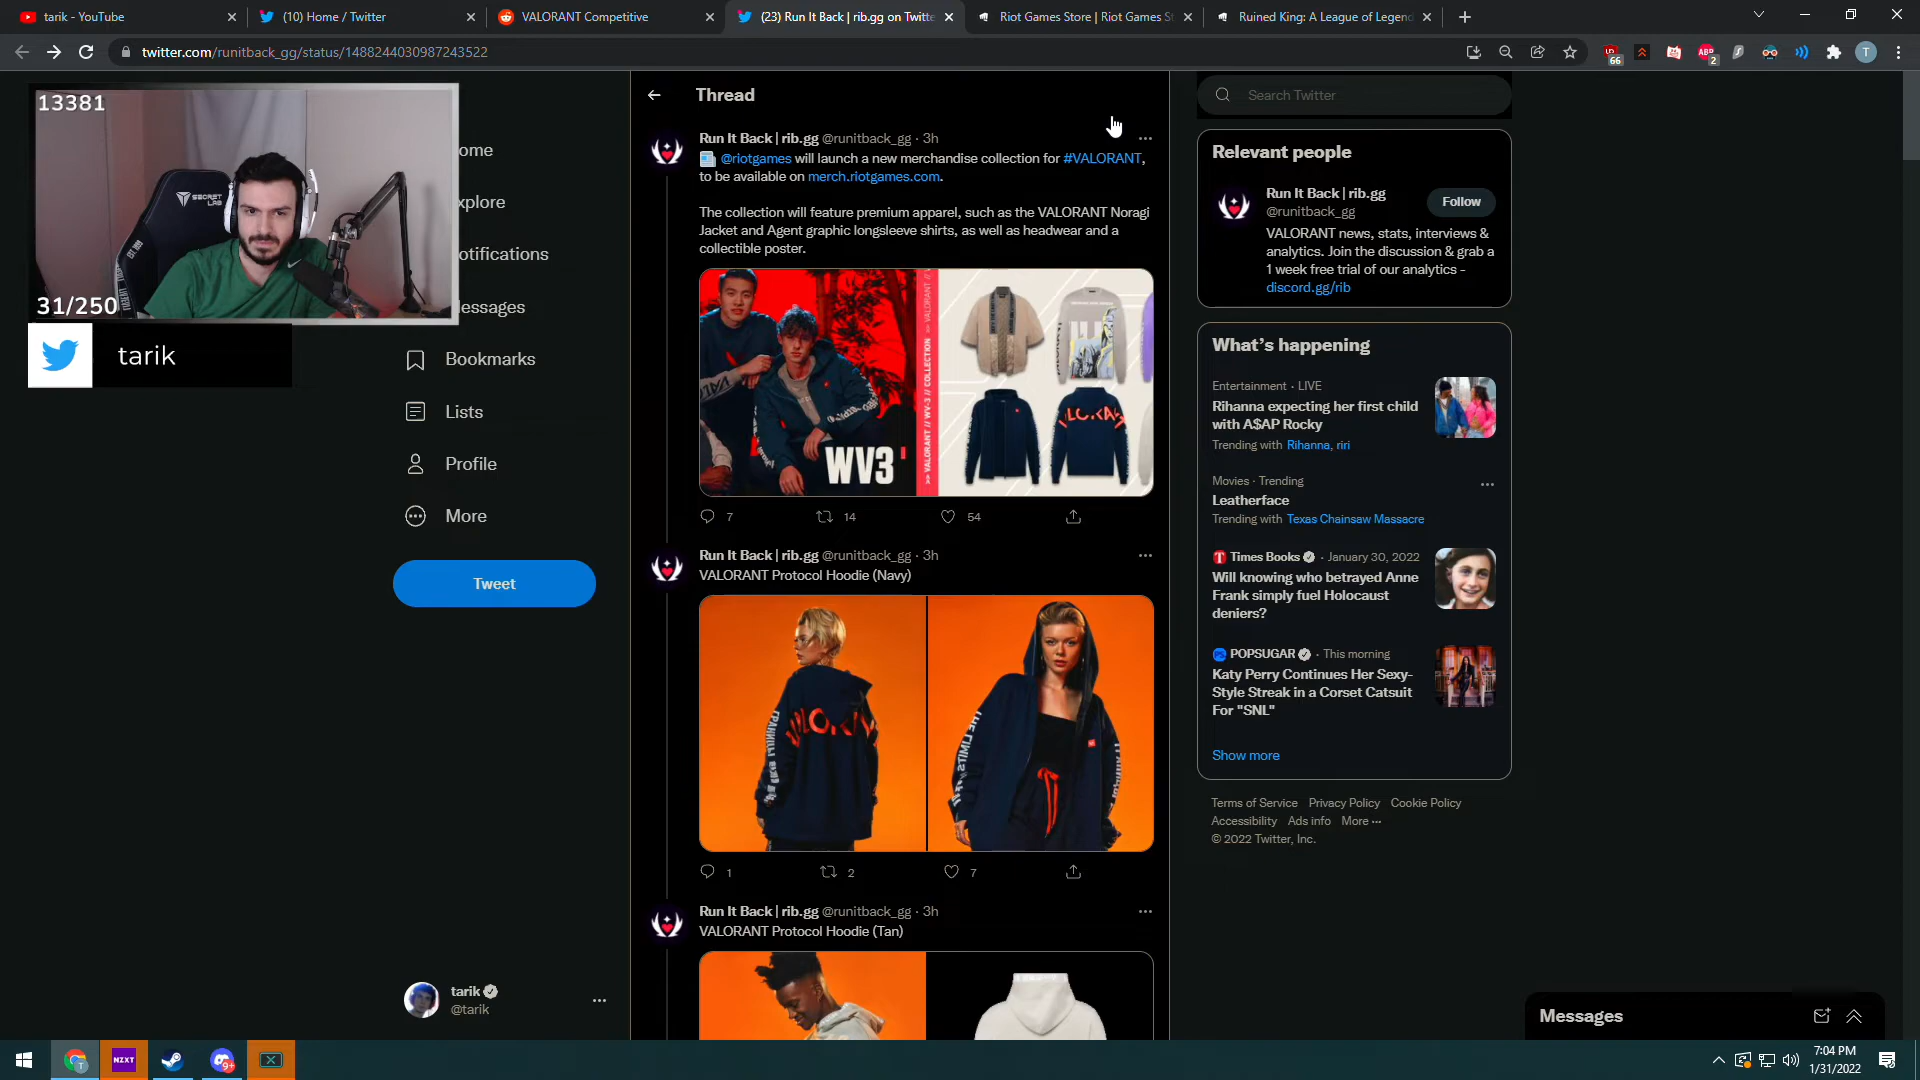 tarik - YouTube
(10) Home / Twitter
VALORANT Competitive
(23) Run It Back | rib.gg on Twitte
Riot Games Store | Riot Games St
Ruined King: A League of Legend
twitter.com/runitback_gg/status/1488244030987243522
66
ABP
2
T
13381
SECRET
LAB
31/250
tarik
ome
xplore
otifications
essages
Bookmarks
Lists
Profile
More
Tweet
tarik
@tarik
Thread
Run It Back | rib.gg @runitback_gg · 3h
@riotgames will launch a new merchandise collection for #VALORANT,
to be available on merch.riotgames.com.
The collection will feature premium apparel, such as the VALORANT Noragi
Jacket and Agent graphic longsleeve shirts, as well as headwear and a
collectible poster.
WV3
>> VALORANT // WV-3 // COLLECTION
7
14
54
Run It Back | rib.gg @runitback_gg · 3h
VALORANT Protocol Hoodie (Navy)
1
2
7
Run It Back | rib.gg @runitback_gg · 3h
VALORANT Protocol Hoodie (Tan)
Search Twitter
Relevant people
Run It Back | rib.gg
@runitback_gg
Follow
VALORANT news, stats, interviews &
analytics. Join the discussion & grab a
1 week free trial of our analytics -
discord.gg/rib
What's happening
Entertainment · LIVE
Rihanna expecting her first child
with A$AP Rocky
Trending with Rihanna, riri
Movies · Trending
Leatherface
Trending with Texas Chainsaw Massacre
Times Books · January 30, 2022
Will knowing who betrayed Anne
Frank simply fuel Holocaust
deniers?
POPSUGAR · This morning
Katy Perry Continues Her Sexy-
Style Streak in a Corset Catsuit
For "SNL"
Show more
Terms of Service Privacy Policy Cookie Policy
Accessibility Ads info More ···
© 2022 Twitter, Inc.
Messages
NZXT
9+
7:04 PM
1/31/2022